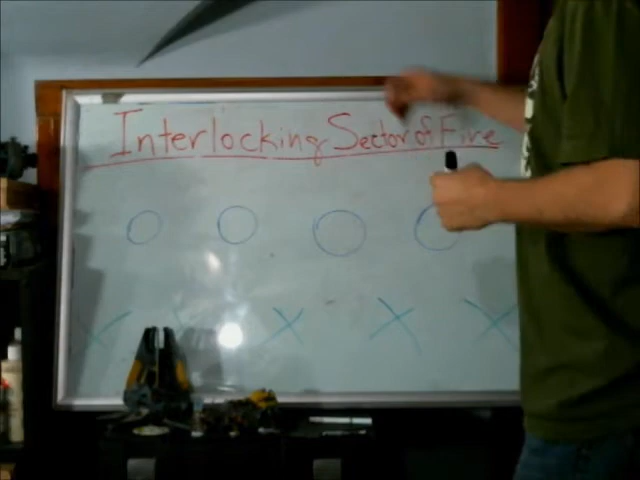 Interlocking Sector of Fire
O O O O
X X X X X